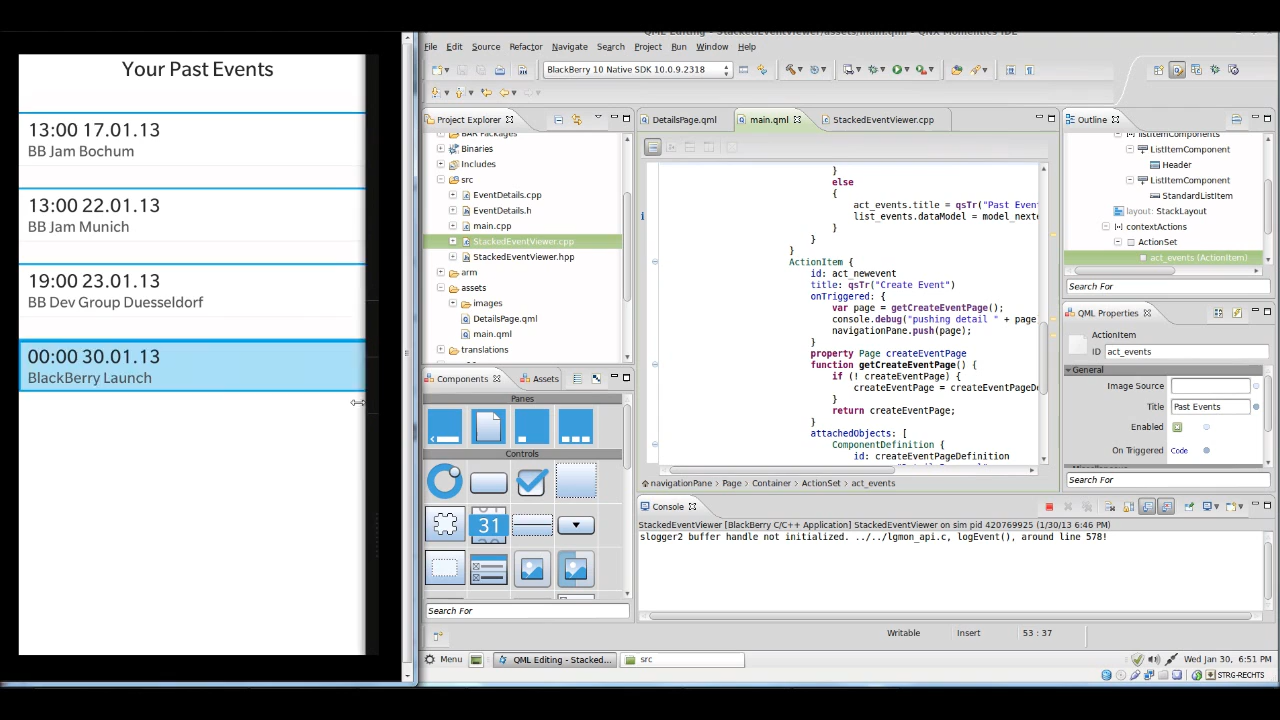 Your Past Events
13:00 17.01.13
BB Jam Bochum
13:00 22.01.13
BB Jam Munich
19:00 23.01.13
BB Dev Group Duesseldorf
00:00 30.01.13
BlackBerry Launch
File Edit Source Refactor Navigate Search Project Run Window Help
BlackBerry 10 Native SDK 10.0.9.2318
Project Explorer
BAR Packages
Binaries
Includes
src
EventDetails.cpp
EventDetails.h
main.cpp
StackedEventViewer.cpp
StackedEventViewer.hpp
arm
assets
images
DetailsPage.qml
main.qml
translations
Components
Assets
Panes
Controls
31
Search For
DetailsPage.qml
main.qml
StackedEventViewer.cpp
}
else
{
act_events.title = qsTr("Past Even
list_events.dataModel = model_nexte
}
}
}
ActionItem {
id: act_newevent
title: qsTr("Create Event")
onTriggered: {
var page = getCreateEventPage();
console.debug("pushing detail " + page
navigationPane.push(page);
}
property Page createEventPage
function getCreateEventPage() {
if (! createEventPage) {
createEventPage = createEventPageDe
}
return createEventPage;
}
attachedObjects: [
ComponentDefinition {
id: createEventPageDefinition
navigationPane Page Container ActionSet act_events
Outline
listItemComponents
ListItemComponent
Header
ListItemComponent
StandardListItem
layout: StackLayout
contextActions
ActionSet
act_events (ActionItem)
Search For
QML Properties
ActionItem
ID act_events
General
Image Source
Title Past Events
Enabled
On Triggered Code
Search For
Console
StackedEventViewer [BlackBerry C/C++ Application] StackedEventViewer on sim pid 420769925 (1/30/13 6:46 PM)
slogger2 buffer handle not initialized. ../../lgmon_api.c, logEvent(), around line 578!
Writable Insert 53 : 37
Menu
QML Editing - Stacked...
src
Wed Jan 30, 6:51 PM
STRG-RECHTS